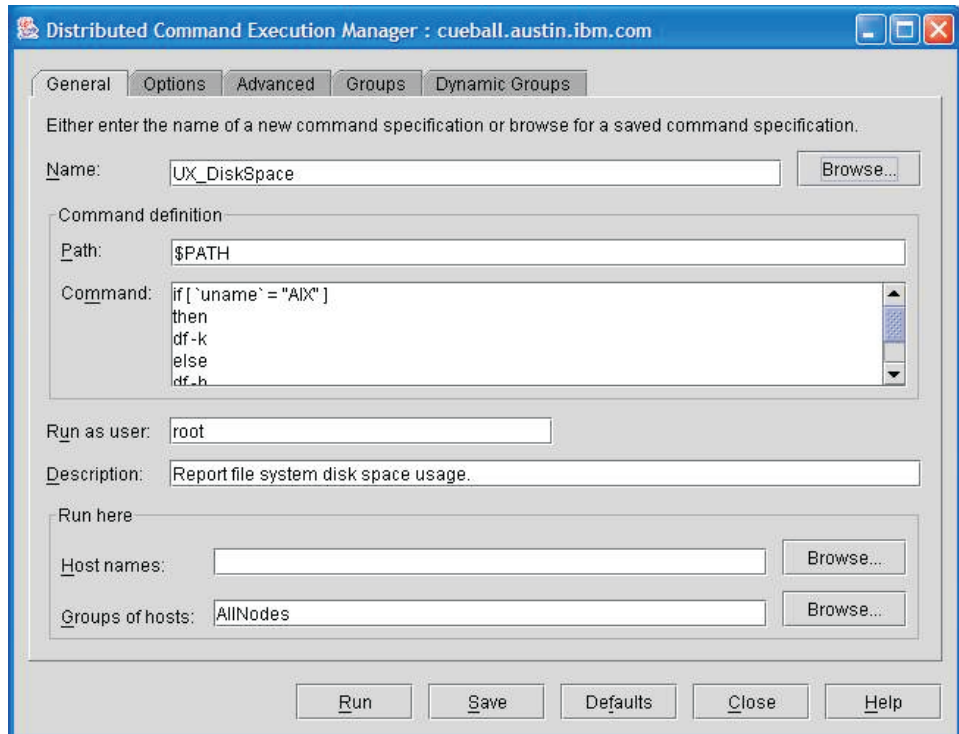 Distributed Command Execution Manager : cueball.austin.ibm.com
General Options Advanced Groups Dynamic Groups
Either enter the name of a new command specification or browse for a saved command specification.
Name: UX_DiskSpace Browse...
Command definition
Path: $PATH
Command: if [ `uname` = "AIX" ]
then
df -k
else
df -h
Run as user: root
Description: Report file system disk space usage.
Run here
Host names: Browse...
Groups of hosts: AllNodes Browse...
Run Save Defaults Close Help